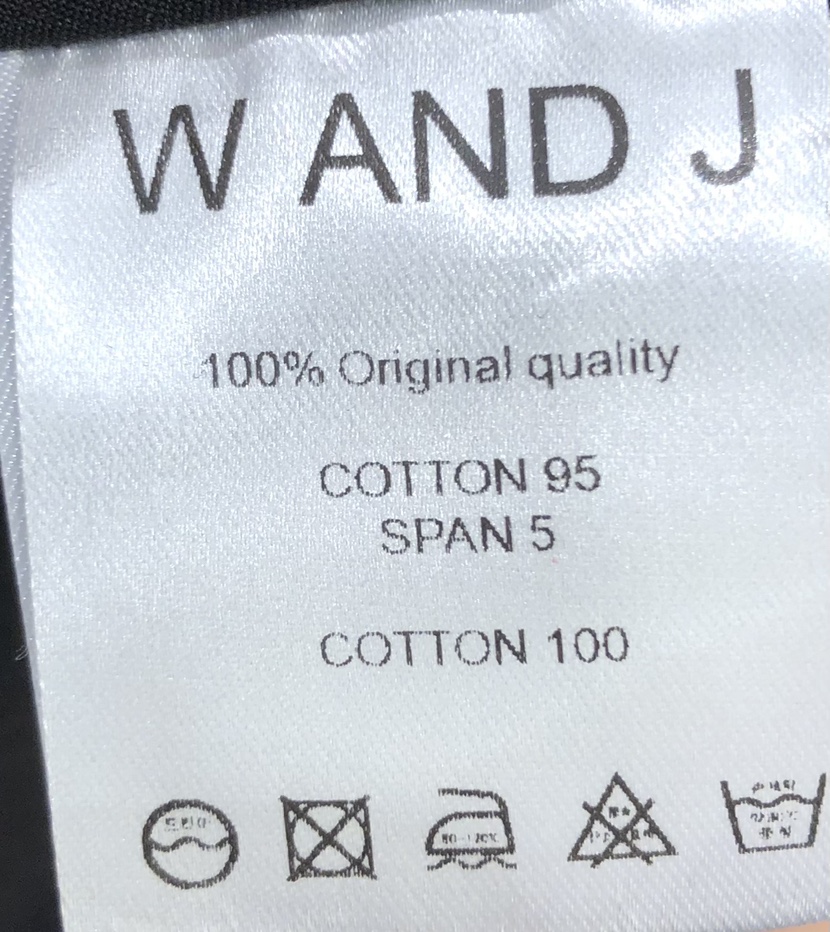 W AND J
100% Original quality
COTTON 95
SPAN 5
COTTON 100